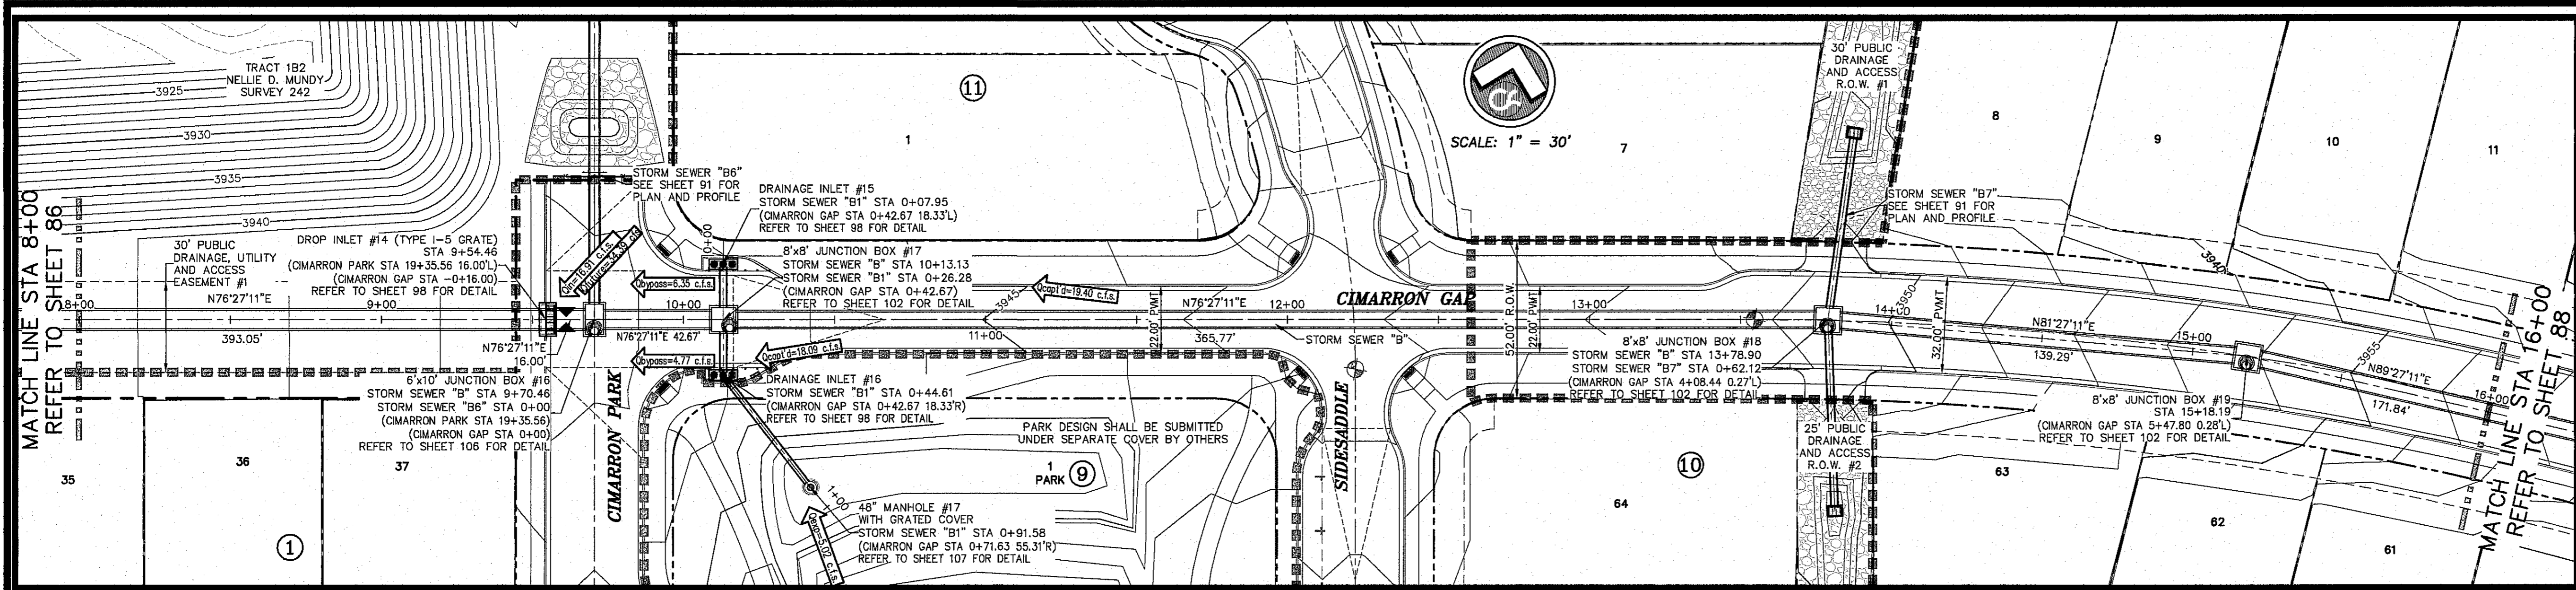 MATCH LINE STA 8+00
REFER TO SHEET 86
TRACT 1B2
NELLIE D. MUNDY
SURVEY 242
3925
3930
3935
3940
30' PUBLIC
DRAINAGE, UTILITY
AND ACCESS
EASEMENT #1
N76°27'11"E
8+00
9+00
393.05'
DROP INLET #14 (TYPE I-5 GRATE)
STA 9+54.46
(CIMARRON PARK STA 19+35.56 16.00'L)
(CIMARRON GAP STA -0+16.00)
REFER TO SHEET 98 FOR DETAIL
N76°27'11"E
16.00'
6'x10' JUNCTION BOX #16
STORM SEWER "B" STA 9+70.46
STORM SEWER "B6" STA 0+00
(CIMARRON PARK STA 19+35.56)
(CIMARRON GAP STA 0+00)
REFER TO SHEET 106 FOR DETAIL
35
36
37
1
STORM SEWER "B6"
SEE SHEET 91 FOR
PLAN AND PROFILE
Qinlet=16.91 c.f.s.
Qbypass=6.35 c.f.s.
Qbypass=4.77 c.f.s.
0+00
10+00
N76°27'11"E 42.67'
CIMARRON PARK
11
1
DRAINAGE INLET #15
STORM SEWER "B1" STA 0+07.95
(CIMARRON GAP STA 0+42.67 18.33'L)
REFER TO SHEET 98 FOR DETAIL
8'x8' JUNCTION BOX #17
STORM SEWER "B" STA 10+13.13
STORM SEWER "B1" STA 0+26.28
(CIMARRON GAP STA 0+42.67)
REFER TO SHEET 102 FOR DETAIL
Qcapt'd=18.09 c.f.s.
DRAINAGE INLET #16
STORM SEWER "B1" STA 0+44.61
(CIMARRON GAP STA 0+42.67 18.33'R)
REFER TO SHEET 98 FOR DETAIL
11+00
3945
Qcapt'd=19.40 c.f.s.
22.00' PVMT
N76°27'11"E
12+00
365.77'
STORM SEWER "B"
CIMARRON GAP
PARK DESIGN SHALL BE SUBMITTED
UNDER SEPARATE COVER BY OTHERS
1
PARK
9
1+00
48" MANHOLE #17
WITH GRATED COVER
STORM SEWER "B1" STA 0+91.58
(CIMARRON GAP STA 0+71.63 55.31'R)
REFER TO SHEET 107 FOR DETAIL
Qexp=5.02 c.f.s.
SIDESADDLE
SCALE: 1" = 30'
7
52.00' R.O.W.
22.00' PVMT
13+00
8'x8' JUNCTION BOX #18
STORM SEWER "B" STA 13+78.90
STORM SEWER "B7" STA 0+62.12
(CIMARRON GAP STA 4+08.44 0.27'L)
REFER TO SHEET 102 FOR DETAIL
10
64
30' PUBLIC
DRAINAGE
AND ACCESS
R.O.W. #1
STORM SEWER "B7"
SEE SHEET 91 FOR
PLAN AND PROFILE
25' PUBLIC
DRAINAGE
AND ACCESS
R.O.W. #2
8
9
10
11
3940
14+00
3950
32.00' PVMT
N81°27'11"E
139.29'
15+00
3955
N89°27'11"E
171.84'
16+00
8'x8' JUNCTION BOX #19
STA 15+18.19
(CIMARRON GAP STA 5+47.80 0.28'L)
REFER TO SHEET 102 FOR DETAIL
63
62
61
MATCH LINE STA 16+00
REFER TO SHEET 88